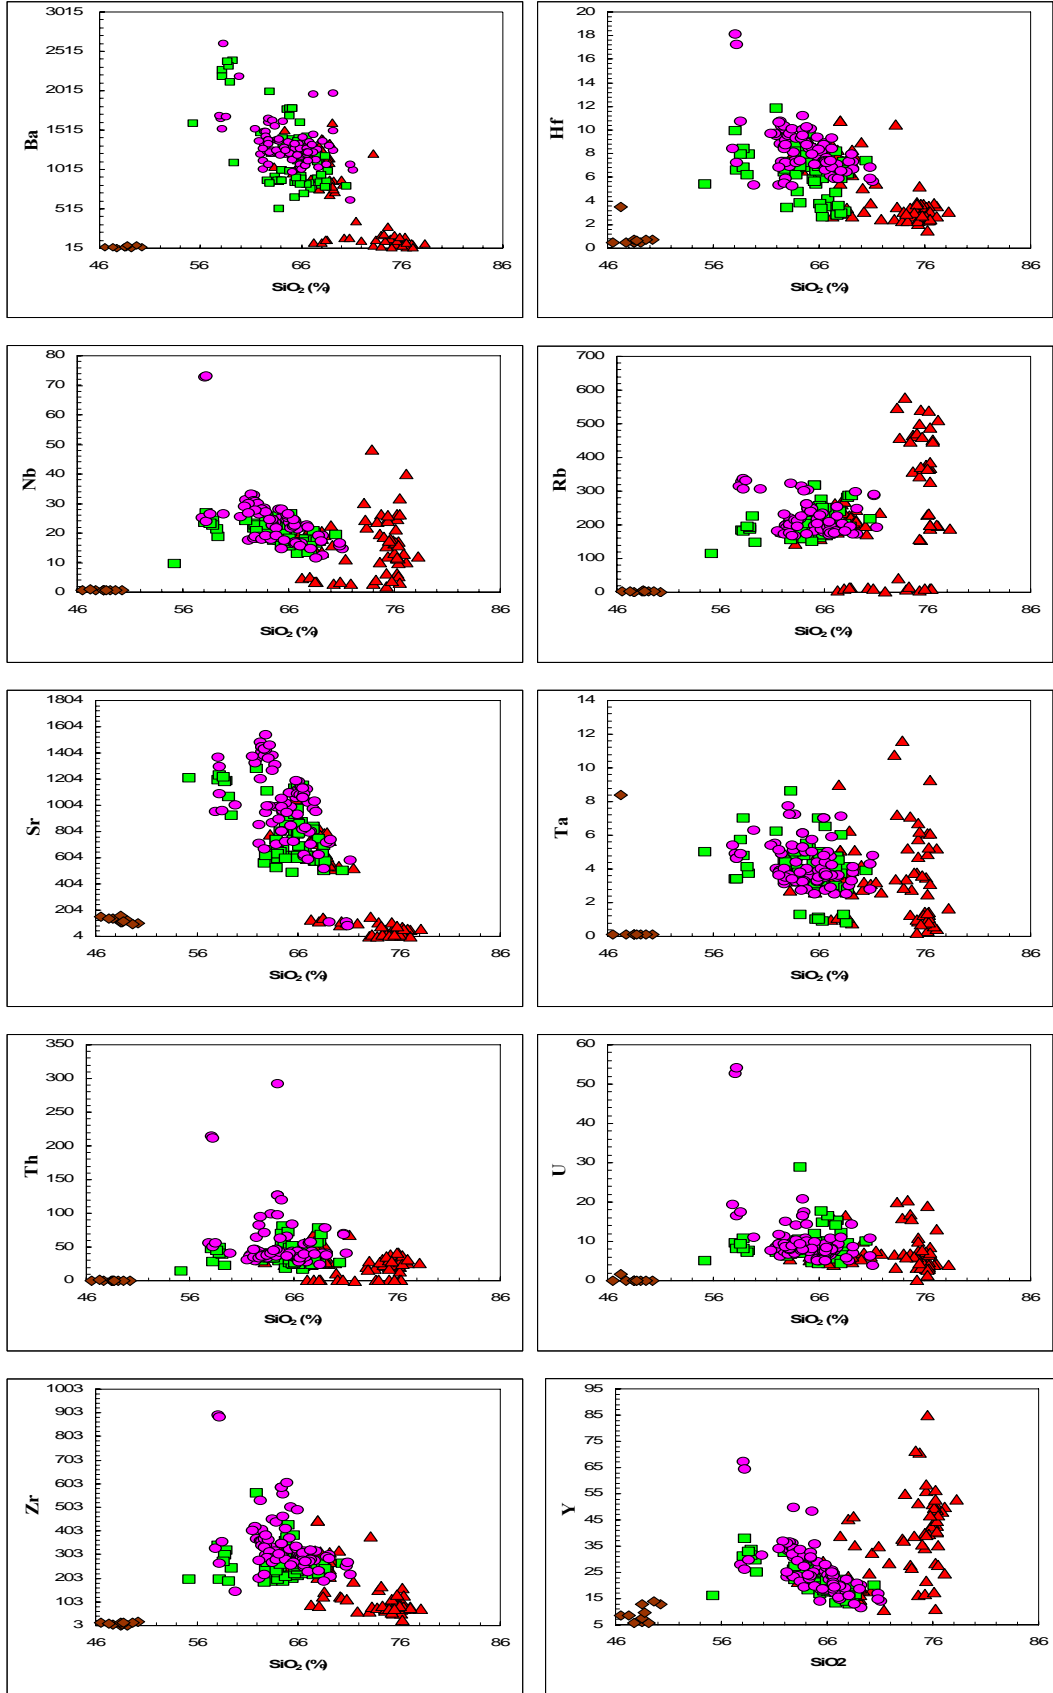 3015
2515
2015
1515
1015
515
15
Ba
46 56 66 76 86
SiO₂ (%)
20
18
16
14
12
10
8
6
4
2
0
Hf
46 56 66 76 86
SiO₂ (%)
80
70
60
50
40
30
20
10
0
Nb
46 56 66 76 86
SiO₂ (%)
700
600
500
400
300
200
100
0
Rb
46 56 66 76 86
SiO₂ (%)
1804
1604
1404
1204
1004
804
604
404
204
4
Sr
46 56 66 76 86
SiO₂ (%)
14
12
10
8
6
4
2
0
Ta
46 56 66 76 86
SiO₂ (%)
350
300
250
200
150
100
50
0
Th
46 56 66 76 86
SiO₂ (%)
60
50
40
30
20
10
0
U
46 56 66 76 86
SiO₂ (%)
1003
903
803
703
603
503
403
303
203
103
3
Zr
46 56 66 76 86
SiO₂ (%)
95
85
75
65
55
45
35
25
15
5
Y
46 56 66 76 86
SiO2